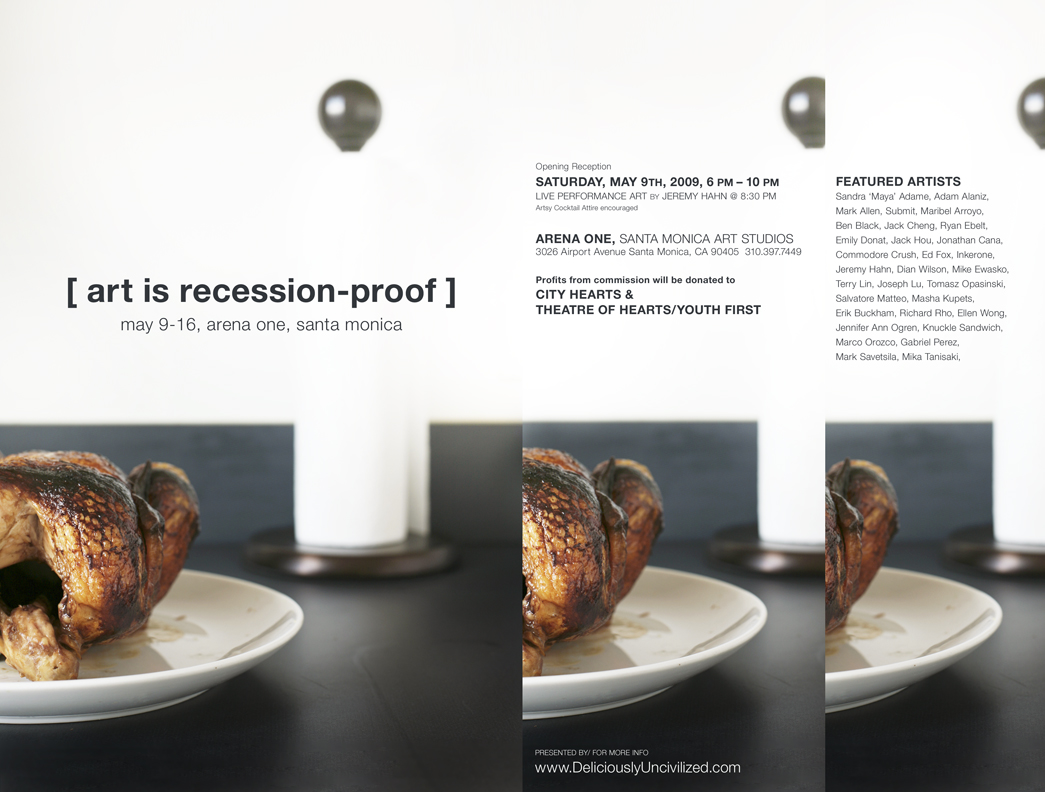 [ art is recession-proof ]
may 9-16, arena one, santa monica
Opening Reception
SATURDAY, MAY 9TH, 2009, 6 PM – 10 PM
LIVE PERFORMANCE ART BY JEREMY HAHN @ 8:30 PM
Artsy Cocktail Attire encouraged
ARENA ONE, SANTA MONICA ART STUDIOS
3026 Airport Avenue Santa Monica, CA 90405 310.397.7449
Profits from commission will be donated to
CITY HEARTS &
THEATRE OF HEARTS/YOUTH FIRST
PRESENTED BY/ FOR MORE INFO
www.DeliciouslyUncivilized.com
FEATURED ARTISTS
Sandra ‘Maya’ Adame, Adam Alaniz,
Mark Allen, Submit, Maribel Arroyo,
Ben Black, Jack Cheng, Ryan Ebelt,
Emily Donat, Jack Hou, Jonathan Cana,
Commodore Crush, Ed Fox, Inkerone,
Jeremy Hahn, Dian Wilson, Mike Ewasko,
Terry Lin, Joseph Lu, Tomasz Opasinski,
Salvatore Matteo, Masha Kupets,
Erik Buckham, Richard Rho, Ellen Wong,
Jennifer Ann Ogren, Knuckle Sandwich,
Marco Orozco, Gabriel Perez,
Mark Savetsila, Mika Tanisaki,